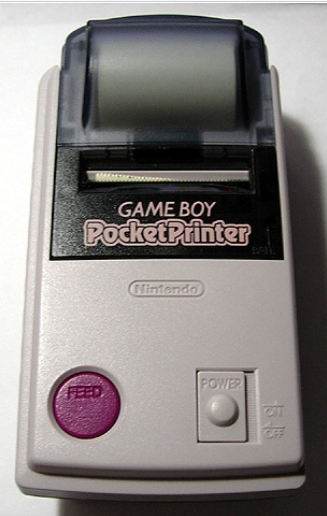 GAME BOY
PocketPrinter
Nintendo
FEED
POWER
ON
OFF